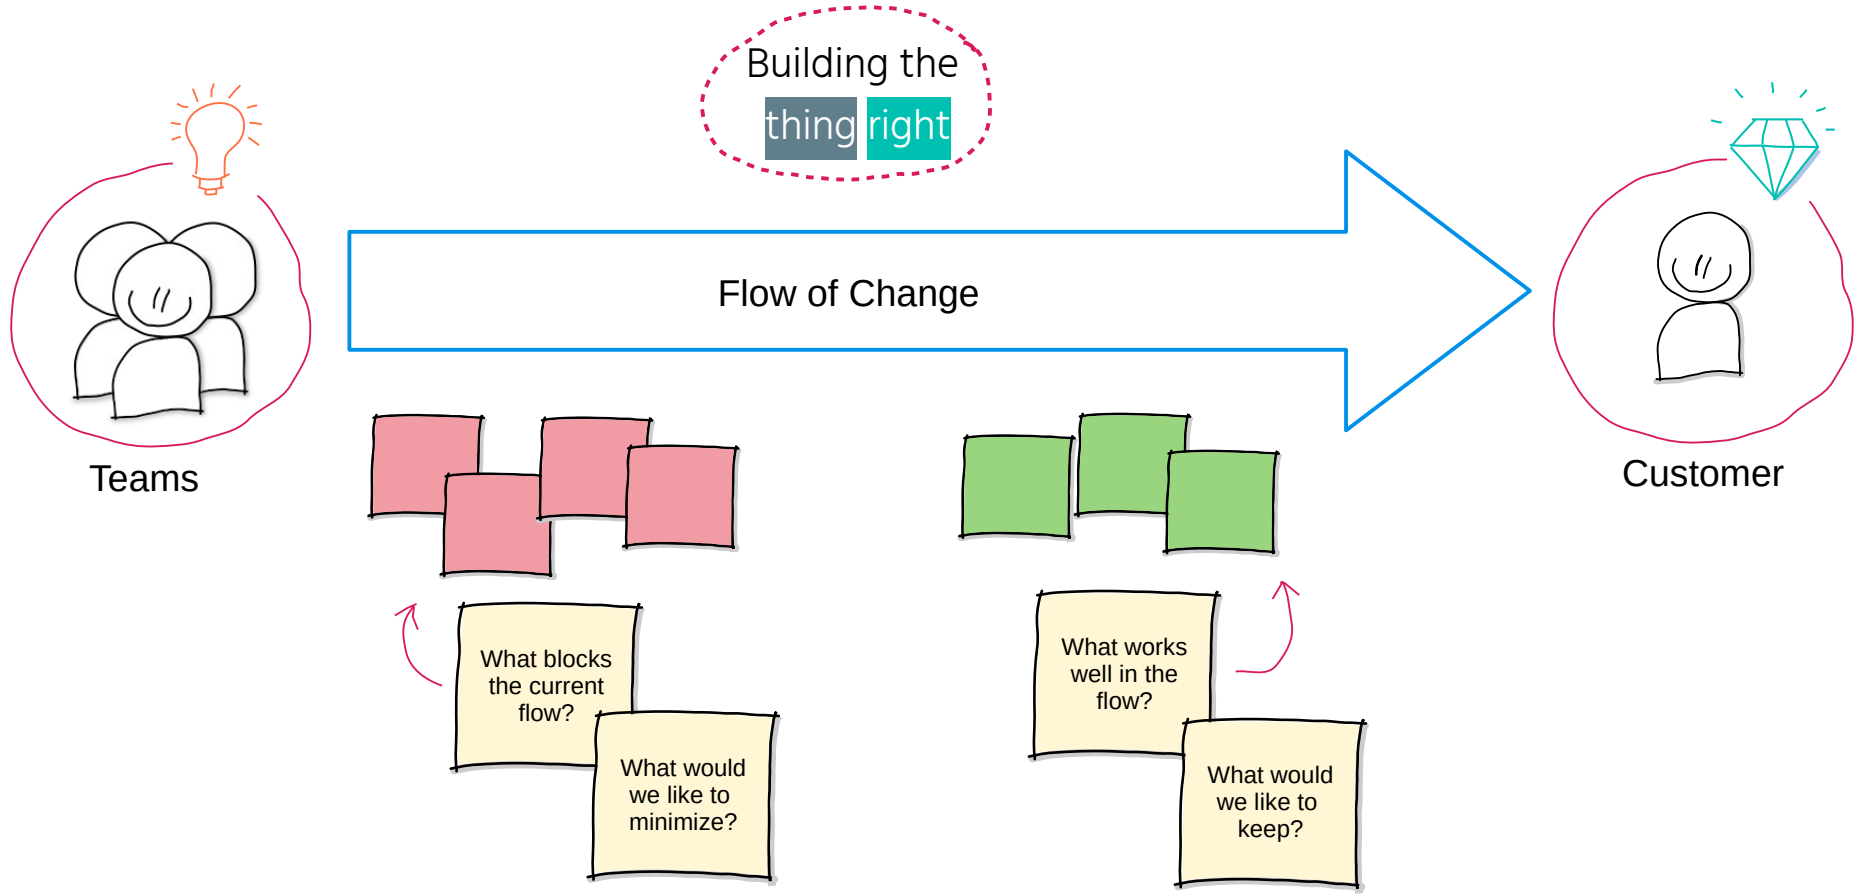 Building the
thing right
Flow of Change
Teams
Customer
What blocks
the current
flow?
What would
we like to
minimize?
What works
well in the
flow?
What would
we like to
keep?